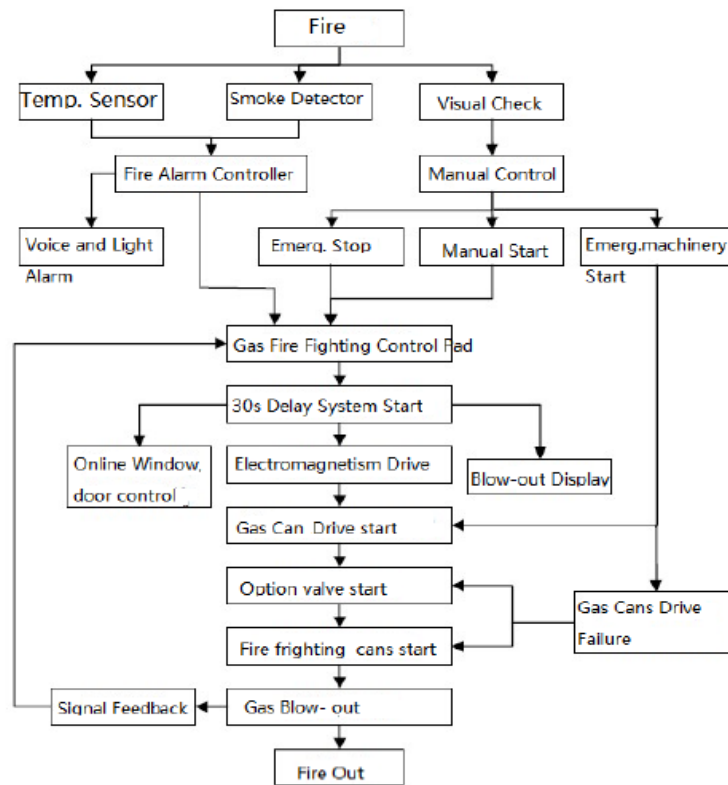 Fire
Temp. Sensor
Smoke Detector
Visual Check
Fire Alarm Controller
Manual Control
Voice and Light
Alarm
Emerg. Stop
Manual Start
Emerg.machinery
Start
Gas Fire Fighting Control Pad
30s Delay System Start
Online Window,
door control
Electromagnetism Drive
Blow-out Display
Gas Can Drive start
Option valve start
Gas Cans Drive
Failure
Fire frighting cans start
Signal Feedback
Gas Blow- out
Fire Out